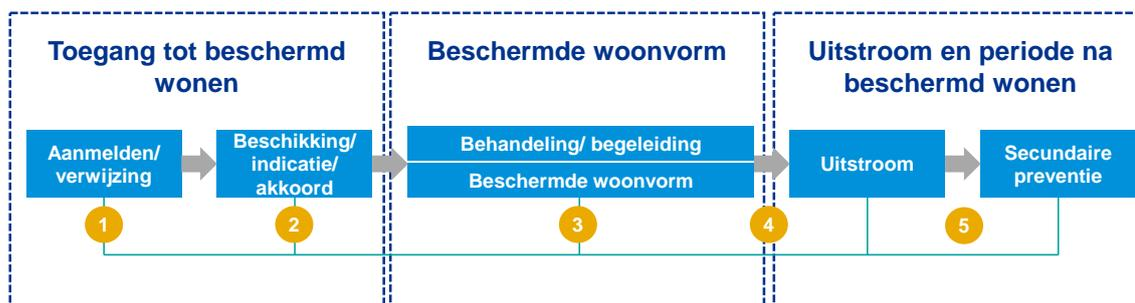 Toegang tot beschermd
wonen
Beschermde woonvorm
Uitstroom en periode na
beschermd wonen
Aanmelden/
verwijzing
Beschikking/
indicatie/
akkoord
Behandeling/ begeleiding
Beschermde woonvorm
Uitstroom
Secundaire
preventie
1
2
3
4
5